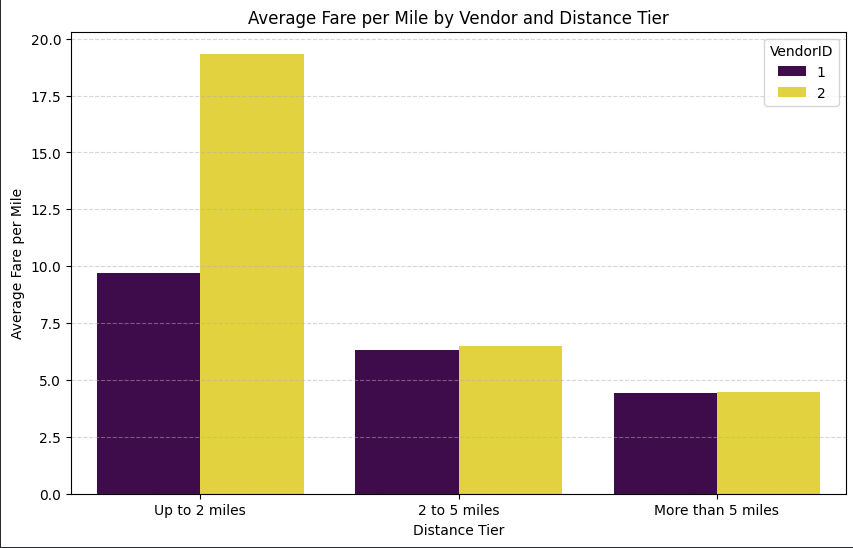 Average Fare per Mile by Vendor and Distance Tier
VendorID
1
2
Average Fare per Mile
20.0
17.5
15.0
12.5
10.0
7.5
5.0
2.5
0.0
Up to 2 miles
2 to 5 miles
More than 5 miles
Distance Tier